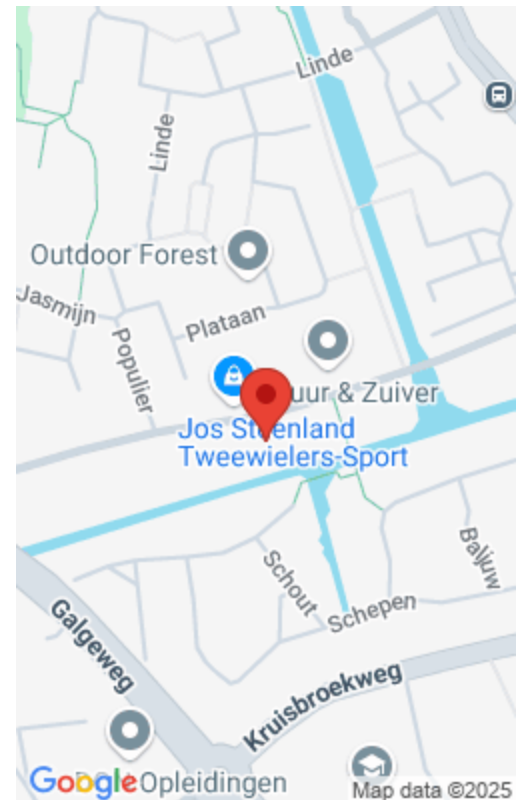 Linde
Linde
Outdoor Forest
Jasmijn
Plataan
Populier
uur & Zuiver
Jos Steenland
Tweewielers-Sport
Schout
Baljuw
Schepen
Galgeweg
Kruisbroekweg
Opleidingen
Google
Map data ©2025